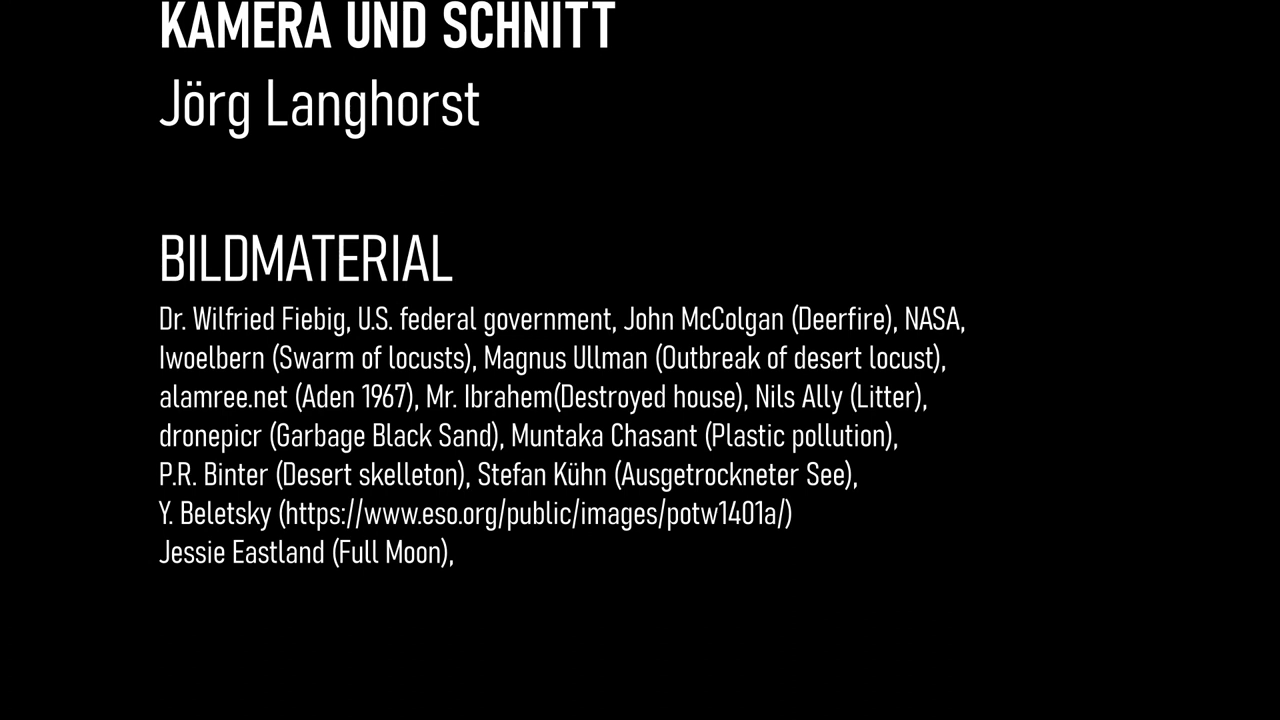 KAMERA UND SCHNITT
Jörg Langhorst
BILDMATERIAL
Dr. Wilfried Fiebig, U.S. federal government, John McColgan (Deerfire), NASA,
Iwoelbern (Swarm of locusts), Magnus Ullman (Outbreak of desert locust),
alamree.net (Aden 1967), Mr. Ibrahem(Destroyed house), Nils Ally (Litter),
dronepicr (Garbage Black Sand), Muntaka Chasant (Plastic pollution),
P.R. Binter (Desert skelleton), Stefan Kühn (Ausgetrockneter See),
Y. Beletsky (https://www.eso.org/public/images/potw1401a/)
Jessie Eastland (Full Moon),